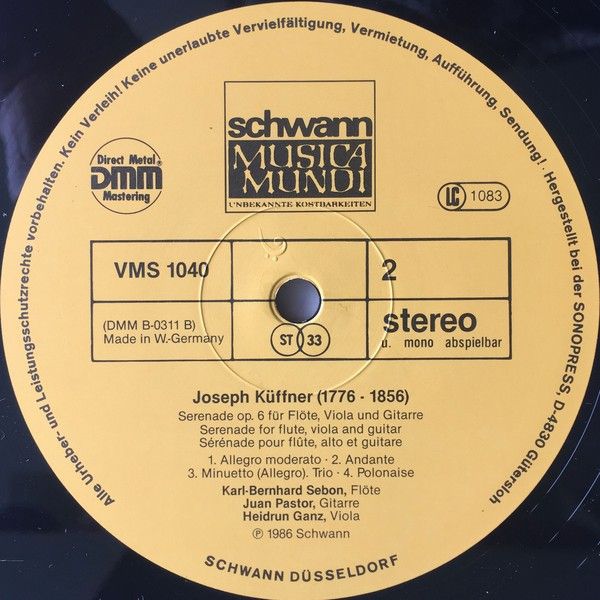 Alle Urheber- und Leistungsschutzrechte vorbehalten. Kein Verleih! Keine unerlaubte Vervielfältigung, Vermietung, Aufführung, Sendung! · Hergestellt bei der SONOPRESS, D-4830 Gütersloh
schwann
MUSICA
MUNDI
UNBEKANNTE KOSTBARKEITEN
Direct Metal
DMM
Mastering
®
LC 1083
VMS 1040
2
(DMM B-0311 B)
Made in W.-Germany
ST 33
stereo
u. mono abspielbar
Joseph Küffner (1776 - 1856)
Serenade op. 6 für Flöte, Viola und Gitarre
Serenade for flute, viola and guitar
Sérénade pour flûte, alto et guitare
1. Allegro moderato · 2. Andante
3. Minuetto (Allegro). Trio · 4. Polonaise
Karl-Bernhard Sebon, Flöte
Juan Pastor, Gitarre
Heidrun Ganz, Viola
℗ 1986 Schwann
SCHWANN DÜSSELDORF